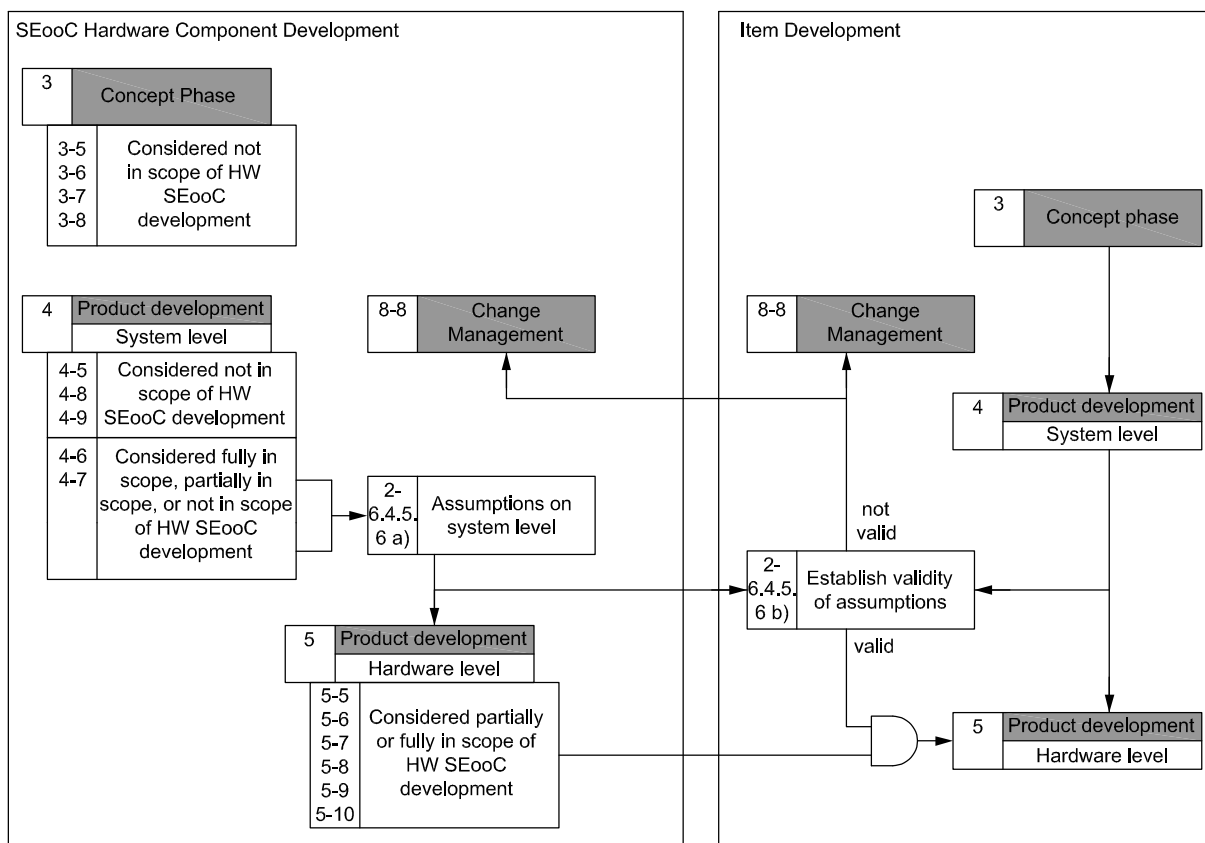 SEooC Hardware Component Development
3
Concept Phase
3-5
3-6
3-7
3-8
Considered not
in scope of HW
SEooC
development
4
Product development
System level
4-5
4-8
4-9
Considered not in
scope of HW
SEooC development
4-6
4-7
Considered fully in
scope, partially in
scope, or not in scope
of HW SEooC
development
8-8
Change
Management
2-
6.4.5.
6 a)
Assumptions on
system level
5
Product development
Hardware level
5-5
5-6
5-7
5-8
5-9
5-10
Considered partially
or fully in scope of
HW SEooC
development
Item Development
3
Concept phase
8-8
Change
Management
4
Product development
System level
not
valid
2-
6.4.5.
6 b)
Establish validity
of assumptions
valid
5
Product development
Hardware level